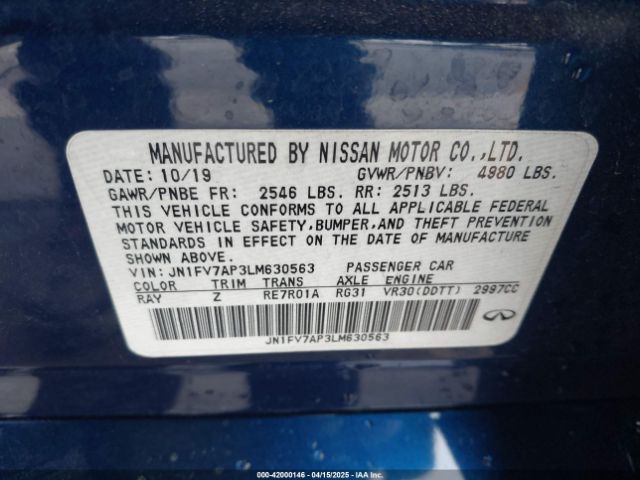 MANUFACTURED BY NISSAN MOTOR CO.,LTD.
DATE: 10/19 GVWR/PNBV: 4980 LBS.
GAWR/PNBE FR: 2546 LBS. RR: 2513 LBS.
THIS VEHICLE CONFORMS TO ALL APPLICABLE FEDERAL
MOTOR VEHICLE SAFETY,BUMPER,AND THEFT PREVENTION
STANDARDS IN EFFECT ON THE DATE OF MANUFACTURE
SHOWN ABOVE.
VIN: JN1FV7AP3LM630563 PASSENGER CAR
COLOR TRIM TRANS AXLE ENGINE
RAY Z RE7R01A RG31 VR30(DDTT) 2997CC
JN1FV7AP3LM630563
000-42000146 - 04/15/2025 - IAAI.COM